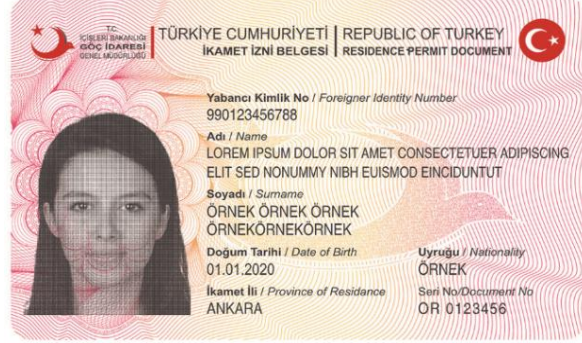 T.C.
İÇİŞLERİ BAKANLIĞI
GÖÇ İDARESİ
GENEL MÜDÜRLÜĞÜ
TÜRKİYE CUMHURİYETİ | REPUBLIC OF TURKEY
İKAMET İZNİ BELGESİ | RESIDENCE PERMIT DOCUMENT
Yabancı Kimlik No / Foreigner Identity Number
990123456788
Adı / Name
LOREM IPSUM DOLOR SIT AMET CONSECTETUER ADIPISCING
ELIT SED NONUMMY NIBH EUISMOD EINCIDUNTUT
Soyadı / Surname
ÖRNEK ÖRNEK ÖRNEK
ÖRNEKÖRNEKÖRNEK
Doğum Tarihi / Date of Birth Uyruğu / Nationality
01.01.2020 ÖRNEK
İkamet İli / Province of Residance Seri No/Document No
ANKARA OR 0123456